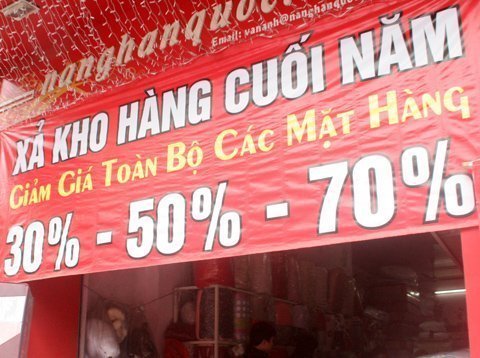 nanghanquoc
Email: vananh@nanghanquoc
XẢ KHO HÀNG CUỐI NĂM
Giảm Giá Toàn Bộ Các Mặt Hàng
30% - 50% - 70%